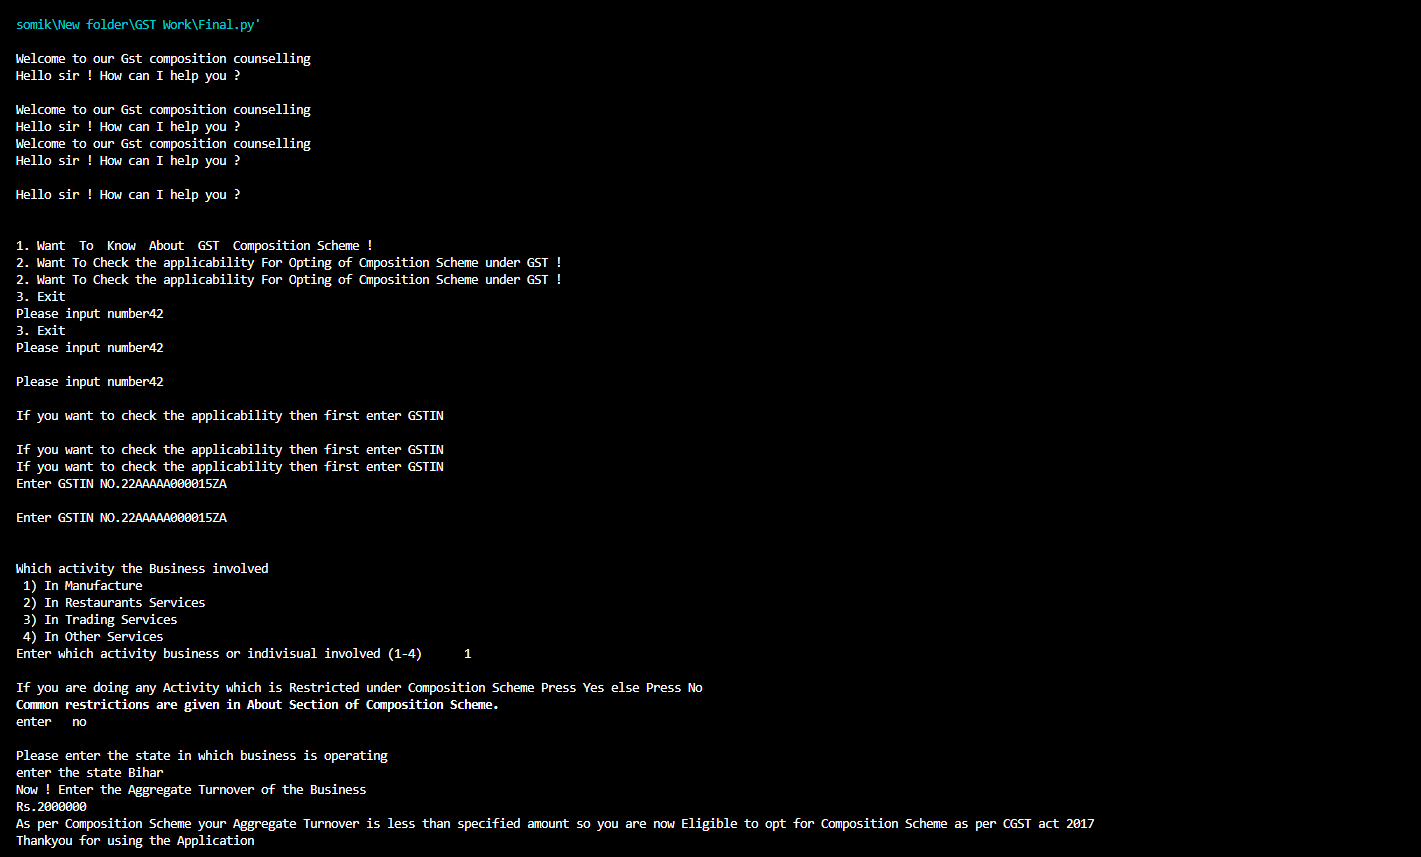 somik\New folder\GST Work\Final.py'
Welcome to our Gst composition counselling
Hello sir ! How can I help you ?
Welcome to our Gst composition counselling
Hello sir ! How can I help you ?
Welcome to our Gst composition counselling
Hello sir ! How can I help you ?
Hello sir ! How can I help you ?
1. Want  To  Know  About  GST  Composition Scheme !
2. Want To Check the applicability For Opting of Cmposition Scheme under GST !
2. Want To Check the applicability For Opting of Cmposition Scheme under GST !
3. Exit
Please input number42
3. Exit
Please input number42
Please input number42
If you want to check the applicability then first enter GSTIN
If you want to check the applicability then first enter GSTIN
If you want to check the applicability then first enter GSTIN
Enter GSTIN NO.22AAAAA000015ZA
Enter GSTIN NO.22AAAAA000015ZA
Which activity the Business involved
1) In Manufacture
2) In Restaurants Services
3) In Trading Services
4) In Other Services
Enter which activity business or indivisual involved (1-4)      1
If you are doing any Activity which is Restricted under Composition Scheme Press Yes else Press No
Common restrictions are given in About Section of Composition Scheme.
enter   no
Please enter the state in which business is operating
enter the state Bihar
Now ! Enter the Aggregate Turnover of the Business
Rs.2000000
As per Composition Scheme your Aggregate Turnover is less than specified amount so you are now Eligible to opt for Composition Scheme as per CGST act 2017
Thankyou for using the Application